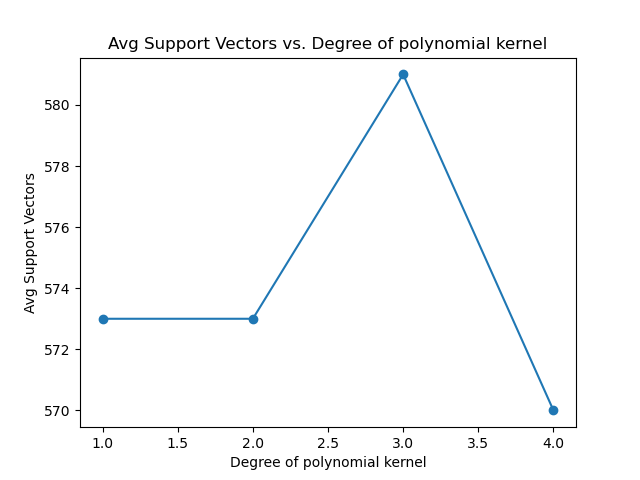 Avg Support Vectors vs. Degree of polynomial kernel
Avg Support Vectors
580
578
576
574
572
570
1.0 1.5 2.0 2.5 3.0 3.5 4.0
Degree of polynomial kernel